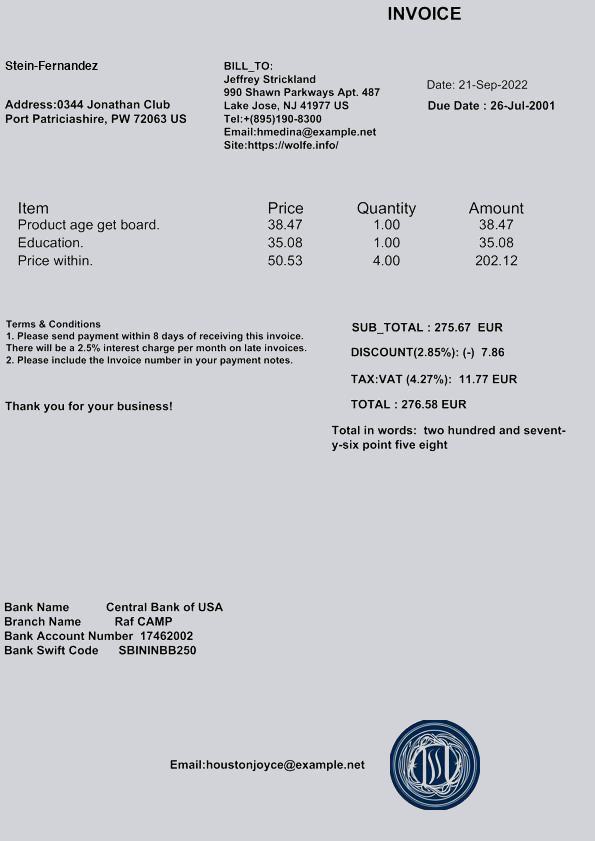 INVOICE
Stein-Fernandez
Address:0344 Jonathan Club
Port Patriciashire, PW 72063 US
BILL_TO:
Jeffrey Strickland
990 Shawn Parkways Apt. 487
Lake Jose, NJ 41977 US
Tel:+(895)190-8300
Email:hmedina@example.net
Site:https://wolfe.info/
Date: 21-Sep-2022
Due Date : 26-Jul-2001
Item Price Quantity Amount
Product age get board. 38.47 1.00 38.47
Education. 35.08 1.00 35.08
Price within. 50.53 4.00 202.12
Terms & Conditions
1. Please send payment within 8 days of receiving this invoice.
There will be a 2.5% interest charge per month on late invoices.
2. Please include the Invoice number in your payment notes.
Thank you for your business!
SUB_TOTAL : 275.67 EUR
DISCOUNT(2.85%): (-) 7.86
TAX:VAT (4.27%): 11.77 EUR
TOTAL : 276.58 EUR
Total in words: two hundred and sevent-
y-six point five eight
Bank Name Central Bank of USA
Branch Name Raf CAMP
Bank Account Number 17462002
Bank Swift Code SBININBB250
Email:houstonjoyce@example.net